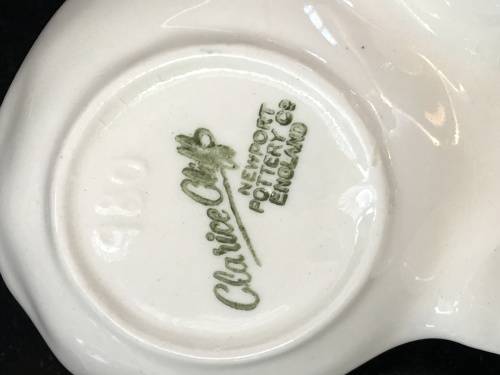 Clarice Cliff
NEWPORT
POTTERY Co
ENGLAND